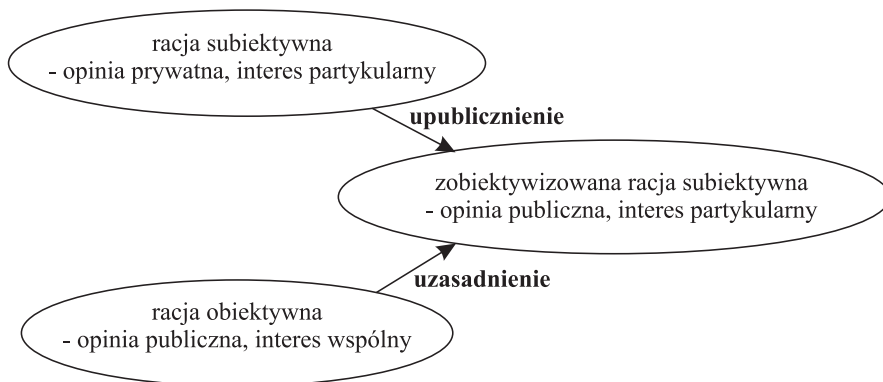 racja subiektywna
- opinia prywatna, interes partykularny
upublicznienie
zobiektywizowana racja subiektywna
- opinia publiczna, interes partykularny
uzasadnienie
racja obiektywna
- opinia publiczna, interes wspólny